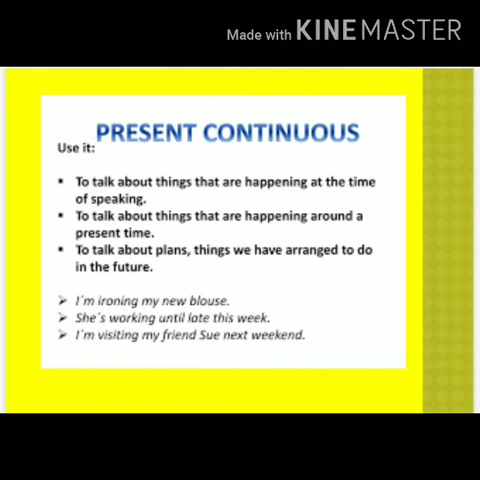 Made with KINEMASTER
PRESENT CONTINUOUS
Use it:
▪ To talk about things that are happening at the time
of speaking.
▪ To talk about things that are happening around a
present time.
▪ To talk about plans, things we have arranged to do
in the future.
➢ I´m ironing my new blouse.
➢ She´s working until late this week.
➢ I´m visiting my friend Sue next weekend.